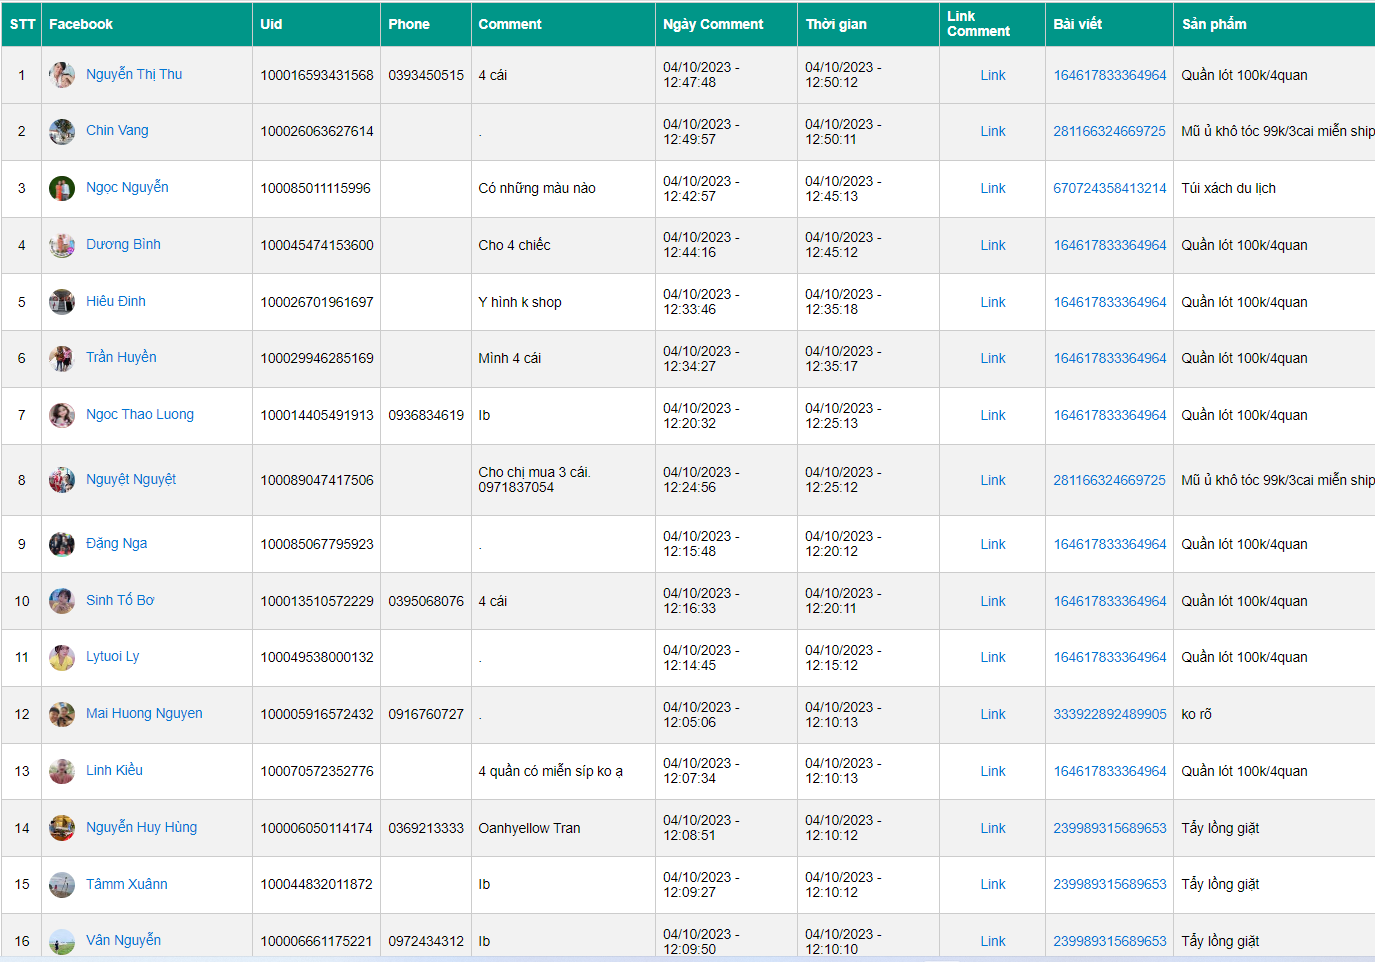 STT Facebook Uid Phone Comment Ngày Comment Thời gian Link Comment Bài viết Sản phẩm
1 Nguyễn Thị Thu 100016593431568 0393450515 4 cái 04/10/2023 - 12:47:48 04/10/2023 - 12:50:12 Link 164617833364964 Quần lót 100k/4quan
2 Chin Vang 100026063627614 . 04/10/2023 - 12:49:57 04/10/2023 - 12:50:11 Link 281166324669725 Mũ ủ khô tóc 99k/3cai miễn ship
3 Ngọc Nguyễn 100085011115996 Có những màu nào 04/10/2023 - 12:42:57 04/10/2023 - 12:45:13 Link 670724358413214 Túi xách du lịch
4 Dương Bình 100045474153600 Cho 4 chiếc 04/10/2023 - 12:44:16 04/10/2023 - 12:45:12 Link 164617833364964 Quần lót 100k/4quan
5 Hiêu Đinh 100026701961697 Y hình k shop 04/10/2023 - 12:33:46 04/10/2023 - 12:35:18 Link 164617833364964 Quần lót 100k/4quan
6 Trần Huyền 100029946285169 Mình 4 cái 04/10/2023 - 12:34:27 04/10/2023 - 12:35:17 Link 164617833364964 Quần lót 100k/4quan
7 Ngoc Thao Luong 100014405491913 0936834619 Ib 04/10/2023 - 12:20:32 04/10/2023 - 12:25:13 Link 164617833364964 Quần lót 100k/4quan
8 Nguyệt Nguyệt 100089047417506 Cho chị mua 3 cái. 0971837054 04/10/2023 - 12:24:56 04/10/2023 - 12:25:12 Link 281166324669725 Mũ ủ khô tóc 99k/3cai miễn ship
9 Đặng Nga 100085067795923 . 04/10/2023 - 12:15:48 04/10/2023 - 12:20:12 Link 164617833364964 Quần lót 100k/4quan
10 Sinh Tố Bơ 100013510572229 0395068076 4 cái 04/10/2023 - 12:16:33 04/10/2023 - 12:20:11 Link 164617833364964 Quần lót 100k/4quan
11 Lytuoi Ly 100049538000132 . 04/10/2023 - 12:14:45 04/10/2023 - 12:15:12 Link 164617833364964 Quần lót 100k/4quan
12 Mai Huong Nguyen 100005916572432 0916760727 . 04/10/2023 - 12:05:06 04/10/2023 - 12:10:13 Link 333922892489905 ko rõ
13 Linh Kiều 100070572352776 4 quần có miễn síp ko ạ 04/10/2023 - 12:07:34 04/10/2023 - 12:10:13 Link 164617833364964 Quần lót 100k/4quan
14 Nguyễn Huy Hùng 100006050114174 0369213333 Oanhyellow Tran 04/10/2023 - 12:08:51 04/10/2023 - 12:10:12 Link 239989315689653 Tẩy lồng giặt
15 Tâmm Xuânn 100044832011872 Ib 04/10/2023 - 12:09:27 04/10/2023 - 12:10:12 Link 239989315689653 Tẩy lồng giặt
16 Vân Nguyễn 100006661175221 0972434312 Ib 04/10/2023 - 12:09:50 04/10/2023 - 12:10:10 Link 239989315689653 Tẩy lồng giặt